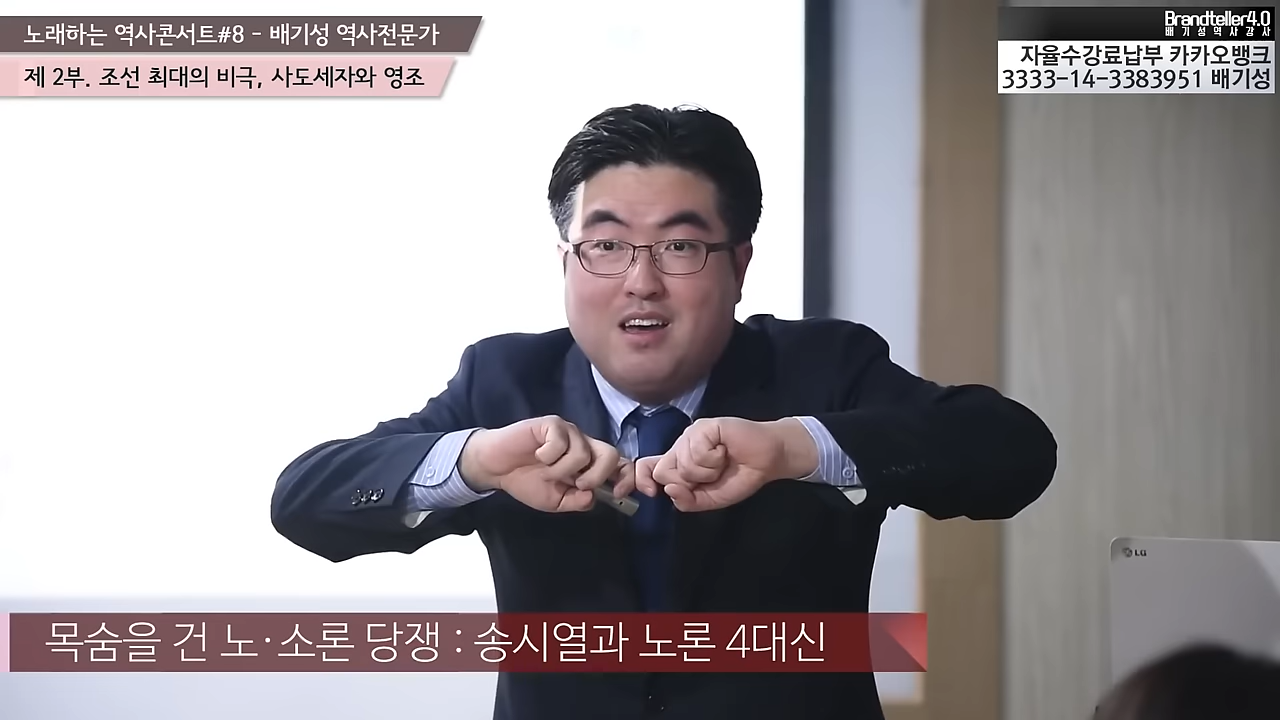 노래하는 역사콘서트#8 - 배기성 역사전문가
제 2부. 조선 최대의 비극, 사도세자와 영조
Brandteller4.0
배기성역사강사
자율수강료납부 카카오뱅크
3333-14-3383951 배기성
LG
목숨을 건 노·소론 당쟁 : 송시열과 노론 4대신